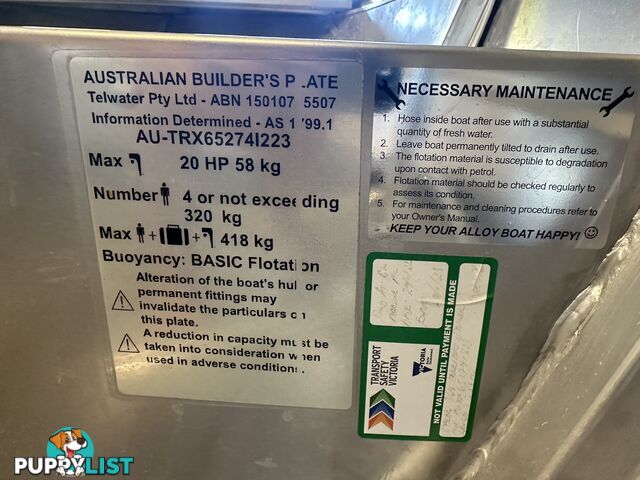 AUSTRALIAN BUILDER'S P ATE
Telwater Pty Ltd - ABN 150107 5507
Information Determined - AS 1 '99.1
AU-TRX65274I223
Max 20 HP 58 kg
Number 4 or not exceeding
320 kg
Max + + 418 kg
Buoyancy: BASIC Flotation
Alteration of the boat's hul or
permanent fittings may
invalidate the particulars on
this plate.
A reduction in capacity must be
taken into consideration when
used in adverse conditions.
NECESSARY MAINTENANCE
1. Hose inside boat after use with a substantial
quantity of fresh water.
2. Leave boat permanently tilted to drain after use.
3. The flotation material is susceptible to degradation
upon contact with petrol.
4. Flotation material should be checked regularly to
assess its condition.
5. For maintenance and cleaning procedures refer to
your Owner's Manual.
KEEP YOUR ALLOY BOAT HAPPY!
TRANSPORT
SAFETY
VICTORIA
VICTORIA
NOT VALID UNTIL PAYMENT IS MADE
PUPPYLIST